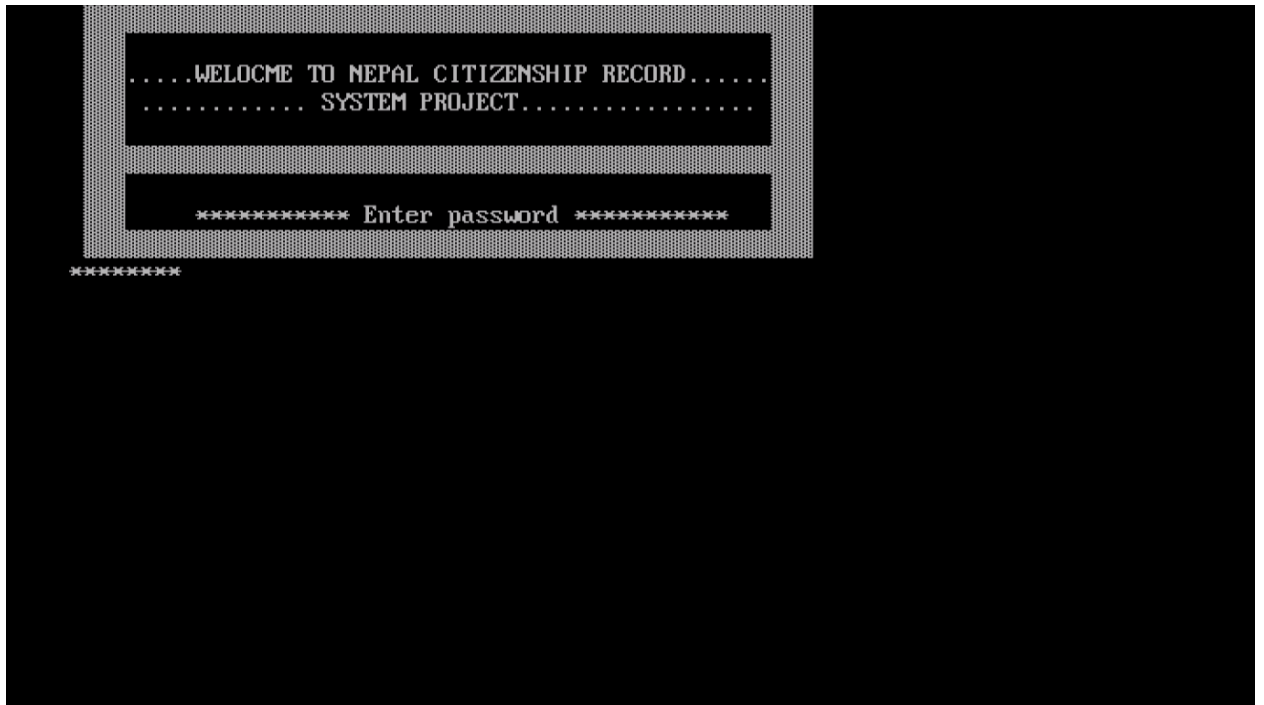 .....WELOCME TO NEPAL CITIZENSHIP RECORD......
............ SYSTEM PROJECT.................
*********** Enter password ***********
********